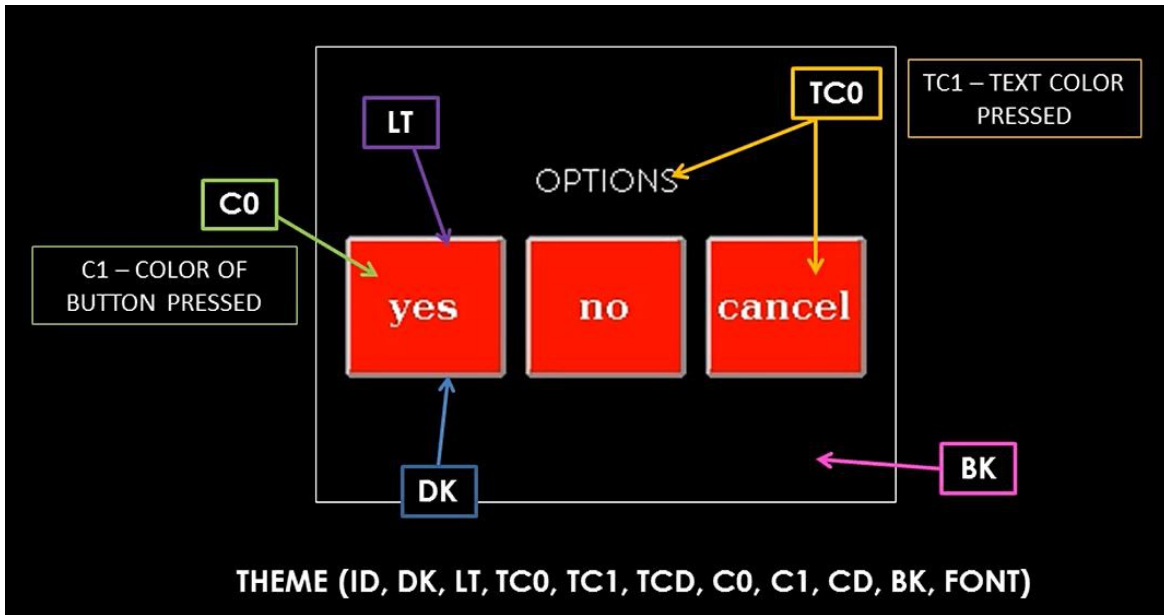 TC0
TC1 – TEXT COLOR
PRESSED
LT
OPTIONS
C0
C1 – COLOR OF
BUTTON PRESSED
yes
no
cancel
DK
BK
THEME (ID, DK, LT, TC0, TC1, TCD, C0, C1, CD, BK, FONT)